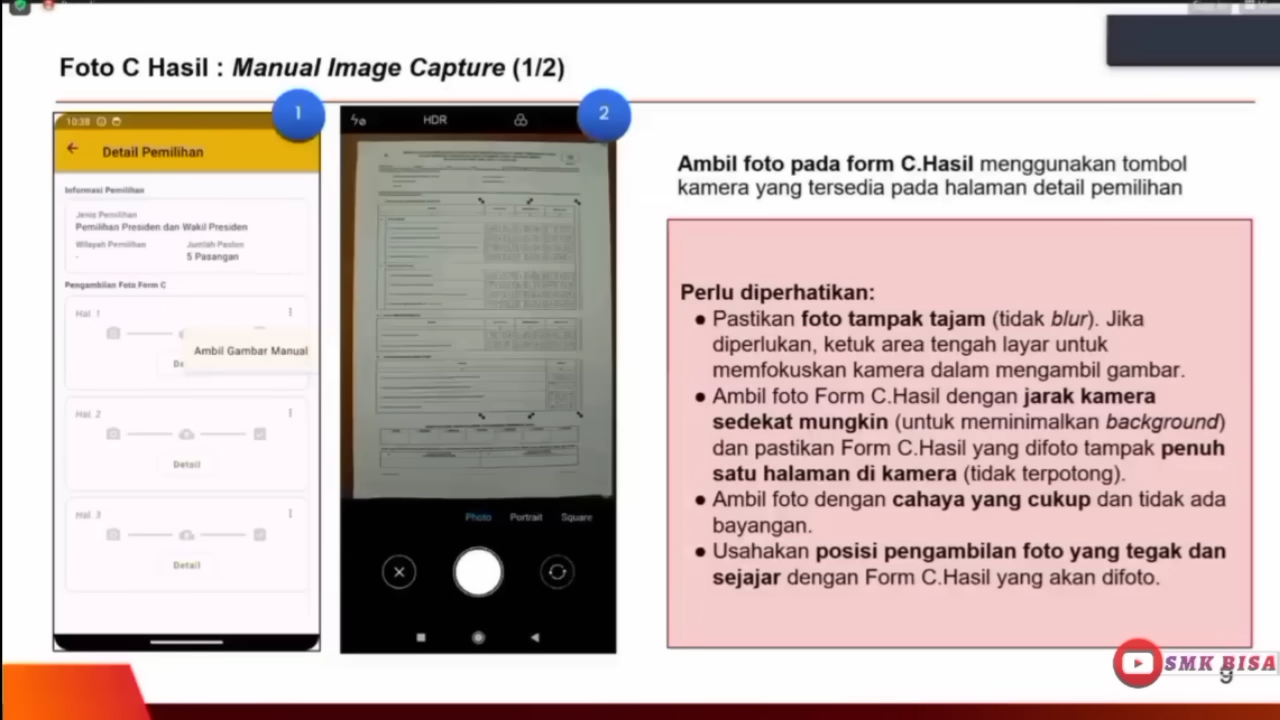 Foto C Hasil : Manual Image Capture (1/2)
1
10:38
Detail Pemilihan
Informasi Pemilihan
Jenis Pemilihan
Pemilihan Presiden dan Wakil Presiden
Wilayah Pemilihan Jumlah Paslon
- 5 Pasangan
Pengambilan Foto Form C
Hal. 1
Ambil Gambar Manual
De
Hal. 2
Detail
Hal. 3
Detail
2
HDR
Photo Portrait Square
Ambil foto pada form C.Hasil menggunakan tombol
kamera yang tersedia pada halaman detail pemilihan
Perlu diperhatikan:
● Pastikan foto tampak tajam (tidak blur). Jika
diperlukan, ketuk area tengah layar untuk
memfokuskan kamera dalam mengambil gambar.
● Ambil foto Form C.Hasil dengan jarak kamera
sedekat mungkin (untuk meminimalkan background)
dan pastikan Form C.Hasil yang difoto tampak penuh
satu halaman di kamera (tidak terpotong).
● Ambil foto dengan cahaya yang cukup dan tidak ada
bayangan.
● Usahakan posisi pengambilan foto yang tegak dan
sejajar dengan Form C.Hasil yang akan difoto.
SMK BISA
9